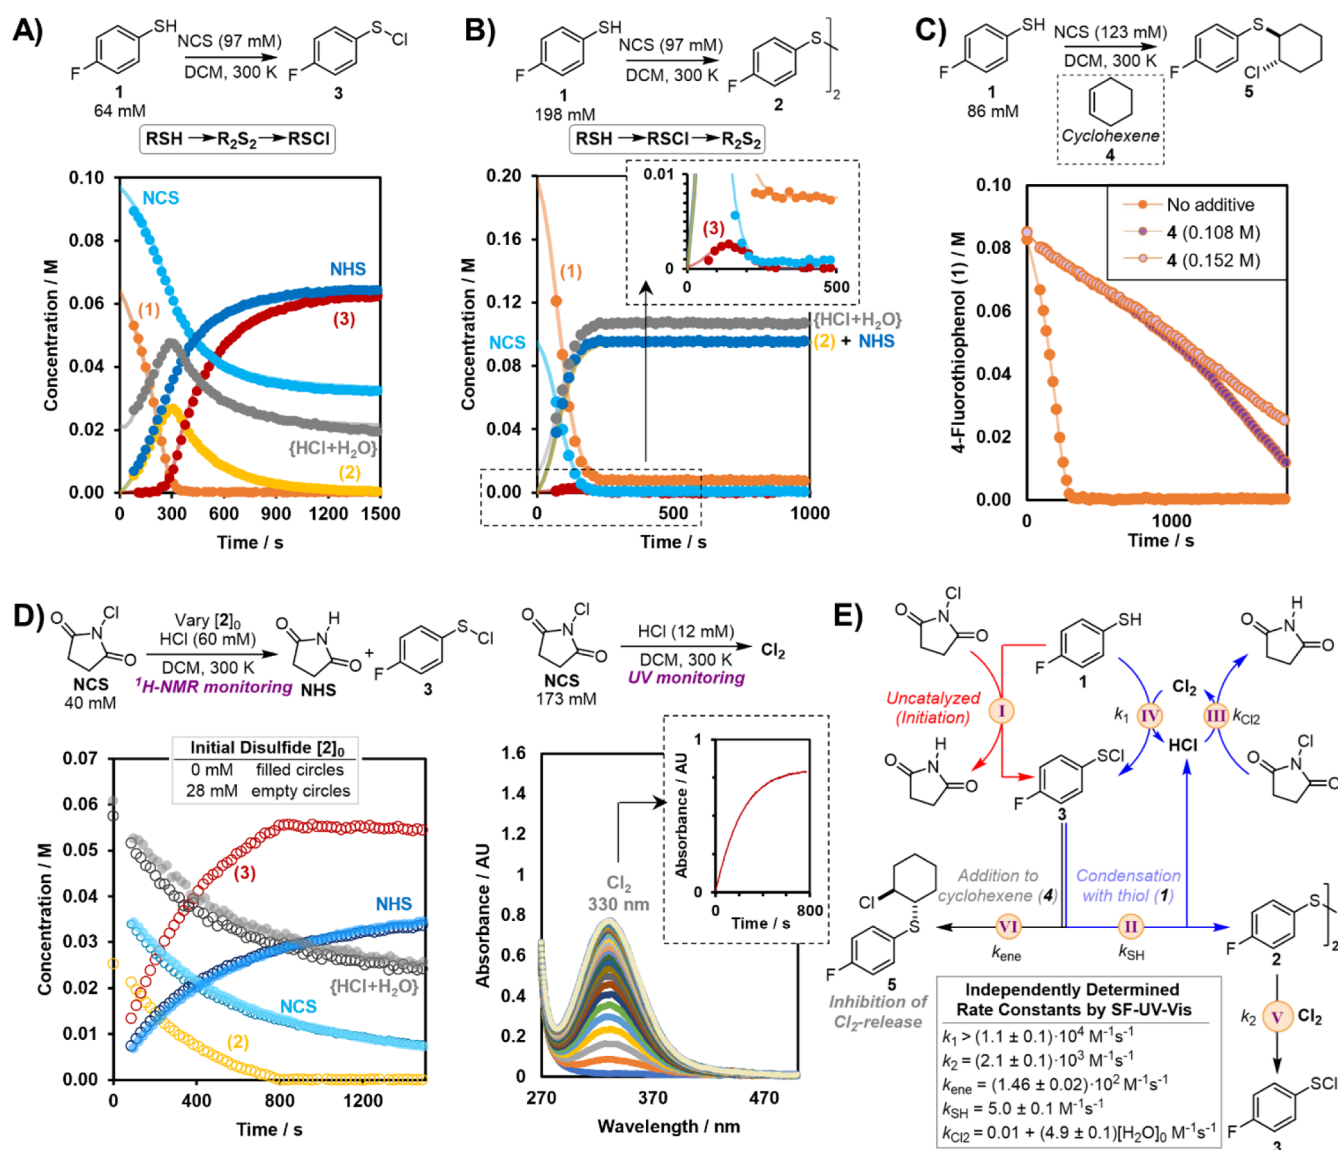 A)
SH
F
1
64 mM
NCS (97 mM)
DCM, 300 K
S
Cl
F
3
RSH → R2S2 → RSCl
Concentration / M
0.10
0.08
0.06
0.04
0.02
0.00
NCS
(1)
NHS
(3)
{HCl+H2O}
(2)
0 300 600 900 1200 1500
Time / s
B)
SH
F
1
198 mM
NCS (97 mM)
DCM, 300 K
S
F
2
2
RSH → RSCl → R2S2
Concentration / M
0.20
0.16
0.12
0.08
0.04
0.00
0.01
0
(3)
0 500
(1)
NCS
{HCl+H2O}
(2) + NHS
0 500 1000
Time / s
C)
SH
F
1
86 mM
NCS (123 mM)
DCM, 300 K
Cyclohexene
4
S
F
Cl
5
4-Fluorothiophenol (1) / M
0.10
0.08
0.06
0.04
0.02
0.00
No additive
4 (0.108 M)
4 (0.152 M)
0 1000
Time / s
D)
Cl
O N O
NCS
40 mM
Vary [2]0
HCl (60 mM)
DCM, 300 K
1H-NMR monitoring
H
O N O
NHS
+
S
Cl
F
3
Cl
O N O
NCS
173 mM
HCl (12 mM)
DCM, 300 K
UV monitoring
Cl2
Initial Disulfide [2]0
0 mM filled circles
28 mM empty circles
Concentration / M
0.07
0.06
0.05
0.04
0.03
0.02
0.01
0.00
(3)
NHS
{HCl+H2O}
NCS
(2)
0 400 800 1200
Time / s
Absorbance / AU
1.6
1.4
1.2
1
0.8
0.6
0.4
0.2
0
Cl2
330 nm
Absorbance / AU
1
0
0 800
Time / s
270 370 470
Wavelength / nm
E)
Cl
O N O
SH
F
1
H
O N O
Uncatalyzed
(Initiation)
I
k1
IV
Cl2
HCl
III
kCl2
H
O N O
SCl
F
3
Cl
O N O
Cl
S
F
5
Addition to
cyclohexene (4)
VI
kene
Condensation
with thiol (1)
II
kSH
S
F
2
2
Inhibition of
Cl2-release
k2
V
Cl2
SCl
F
3
Independently Determined
Rate Constants by SF-UV-Vis
k1 > (1.1 ± 0.1)·10⁴ M⁻¹s⁻¹
k2 = (2.1 ± 0.1)·10³ M⁻¹s⁻¹
kene = (1.46 ± 0.02)·10² M⁻¹s⁻¹
kSH = 5.0 ± 0.1 M⁻¹s⁻¹
kCl2 = 0.01 + (4.9 ± 0.1)[H2O]0 M⁻¹s⁻¹